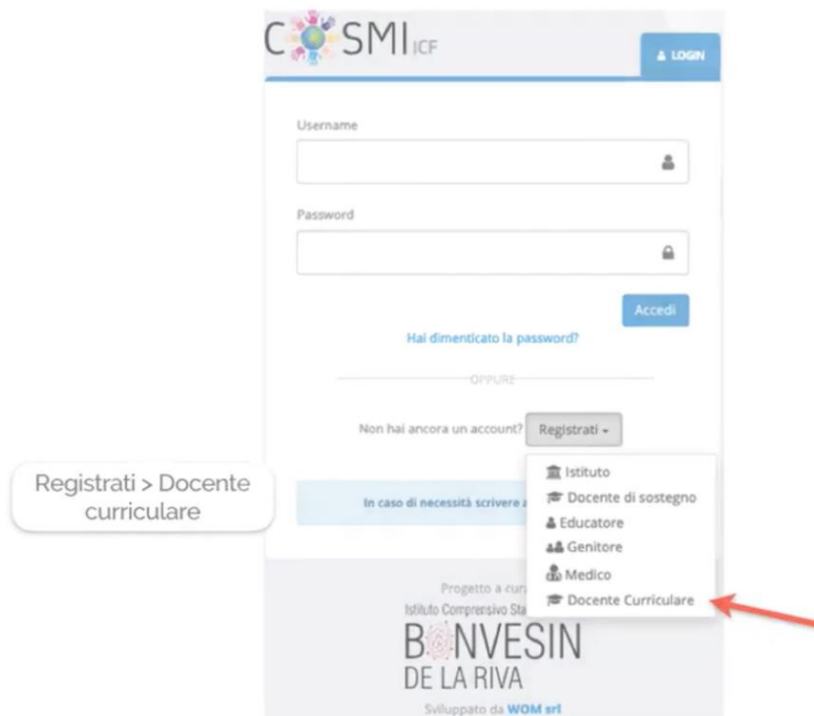 COSMI ICF
LOGIN
Username
Password
Accedi
Hai dimenticato la password?
OPPURE
Non hai ancora un account? Registrati
Istituto
Docente di sostegno
Educatore
Genitore
Medico
Docente Curriculare
Registrati > Docente
curriculare
In caso di necessità scrivere a
Progetto a cura
Istituto Comprensivo Sta
BONVESIN
DE LA RIVA
Sviluppato da WOM srl